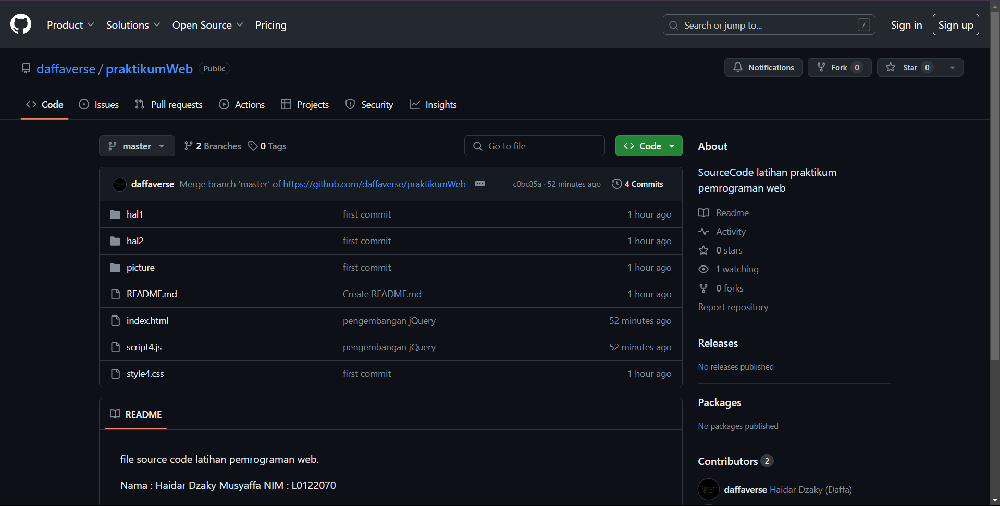 Product Solutions Open Source Pricing Search or jump to... / Sign in Sign up
daffaverse / praktikumWeb Public Notifications Fork 0 Star 0
Code Issues Pull requests Actions Projects Security Insights
master 2 Branches 0 Tags Go to file Code
daffaverse Merge branch 'master' of https://github.com/daffaverse/praktikumWeb c0bc85a · 52 minutes ago 4 Commits
hal1 first commit 1 hour ago
hal2 first commit 1 hour ago
picture first commit 1 hour ago
README.md Create README.md 1 hour ago
index.html pengembangan jQuery 52 minutes ago
script4.js pengembangan jQuery 52 minutes ago
style4.css first commit 1 hour ago
README
file source code latihan pemrograman web.
Nama : Haidar Dzaky Musyaffa NIM : L0122070
About
SourceCode latihan praktikum
pemrograman web
Readme
Activity
0 stars
1 watching
0 forks
Report repository
Releases
No releases published
Packages
No packages published
Contributors 2
daffaverse Haidar Dzaky (Daffa)